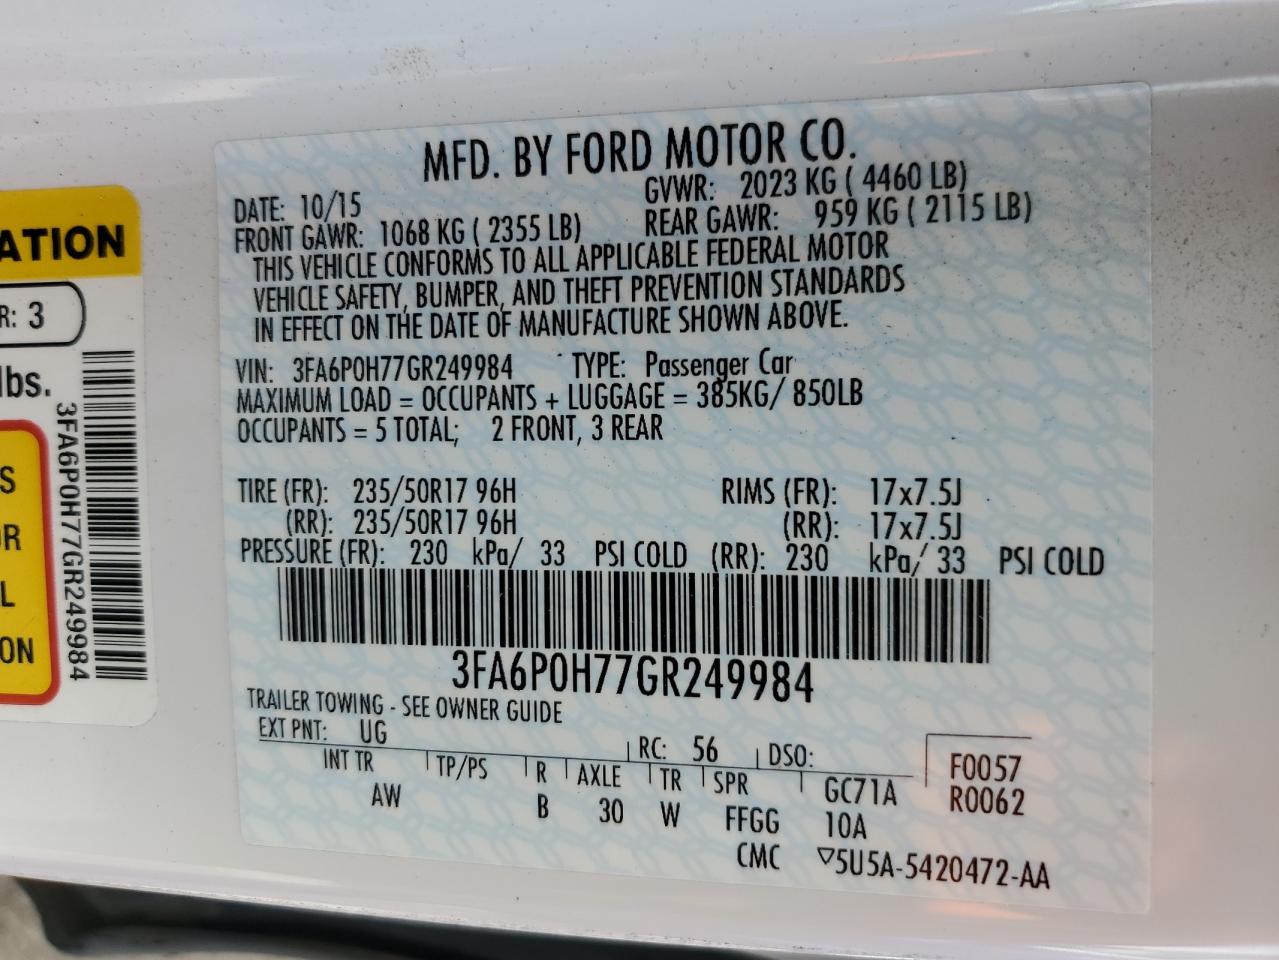 ATION
R: 3
lbs.
3FA6P0H77GR249984
S
OR
L
ON
MFD. BY FORD MOTOR CO.
DATE: 10/15 GVWR: 2023 KG ( 4460 LB)
FRONT GAWR: 1068 KG ( 2355 LB) REAR GAWR: 959 KG ( 2115 LB)
THIS VEHICLE CONFORMS TO ALL APPLICABLE FEDERAL MOTOR
VEHICLE SAFETY, BUMPER, AND THEFT PREVENTION STANDARDS
IN EFFECT ON THE DATE OF MANUFACTURE SHOWN ABOVE.
VIN: 3FA6P0H77GR249984 TYPE: Passenger Car
MAXIMUM LOAD = OCCUPANTS + LUGGAGE = 385KG/ 850LB
OCCUPANTS = 5 TOTAL; 2 FRONT, 3 REAR
TIRE (FR): 235/50R17 96H RIMS (FR): 17x7.5J
(RR): 235/50R17 96H (RR): 17x7.5J
PRESSURE (FR): 230 kPa/ 33 PSI COLD (RR): 230 kPa/ 33 PSI COLD
3FA6P0H77GR249984
TRAILER TOWING - SEE OWNER GUIDE
EXT PNT: UG RC: 56 DSO: F0057
INT TR TP/PS R AXLE TR SPR GC71A R0062
AW B 30 W FFGG 10A
CMC ▽5U5A-5420472-AA